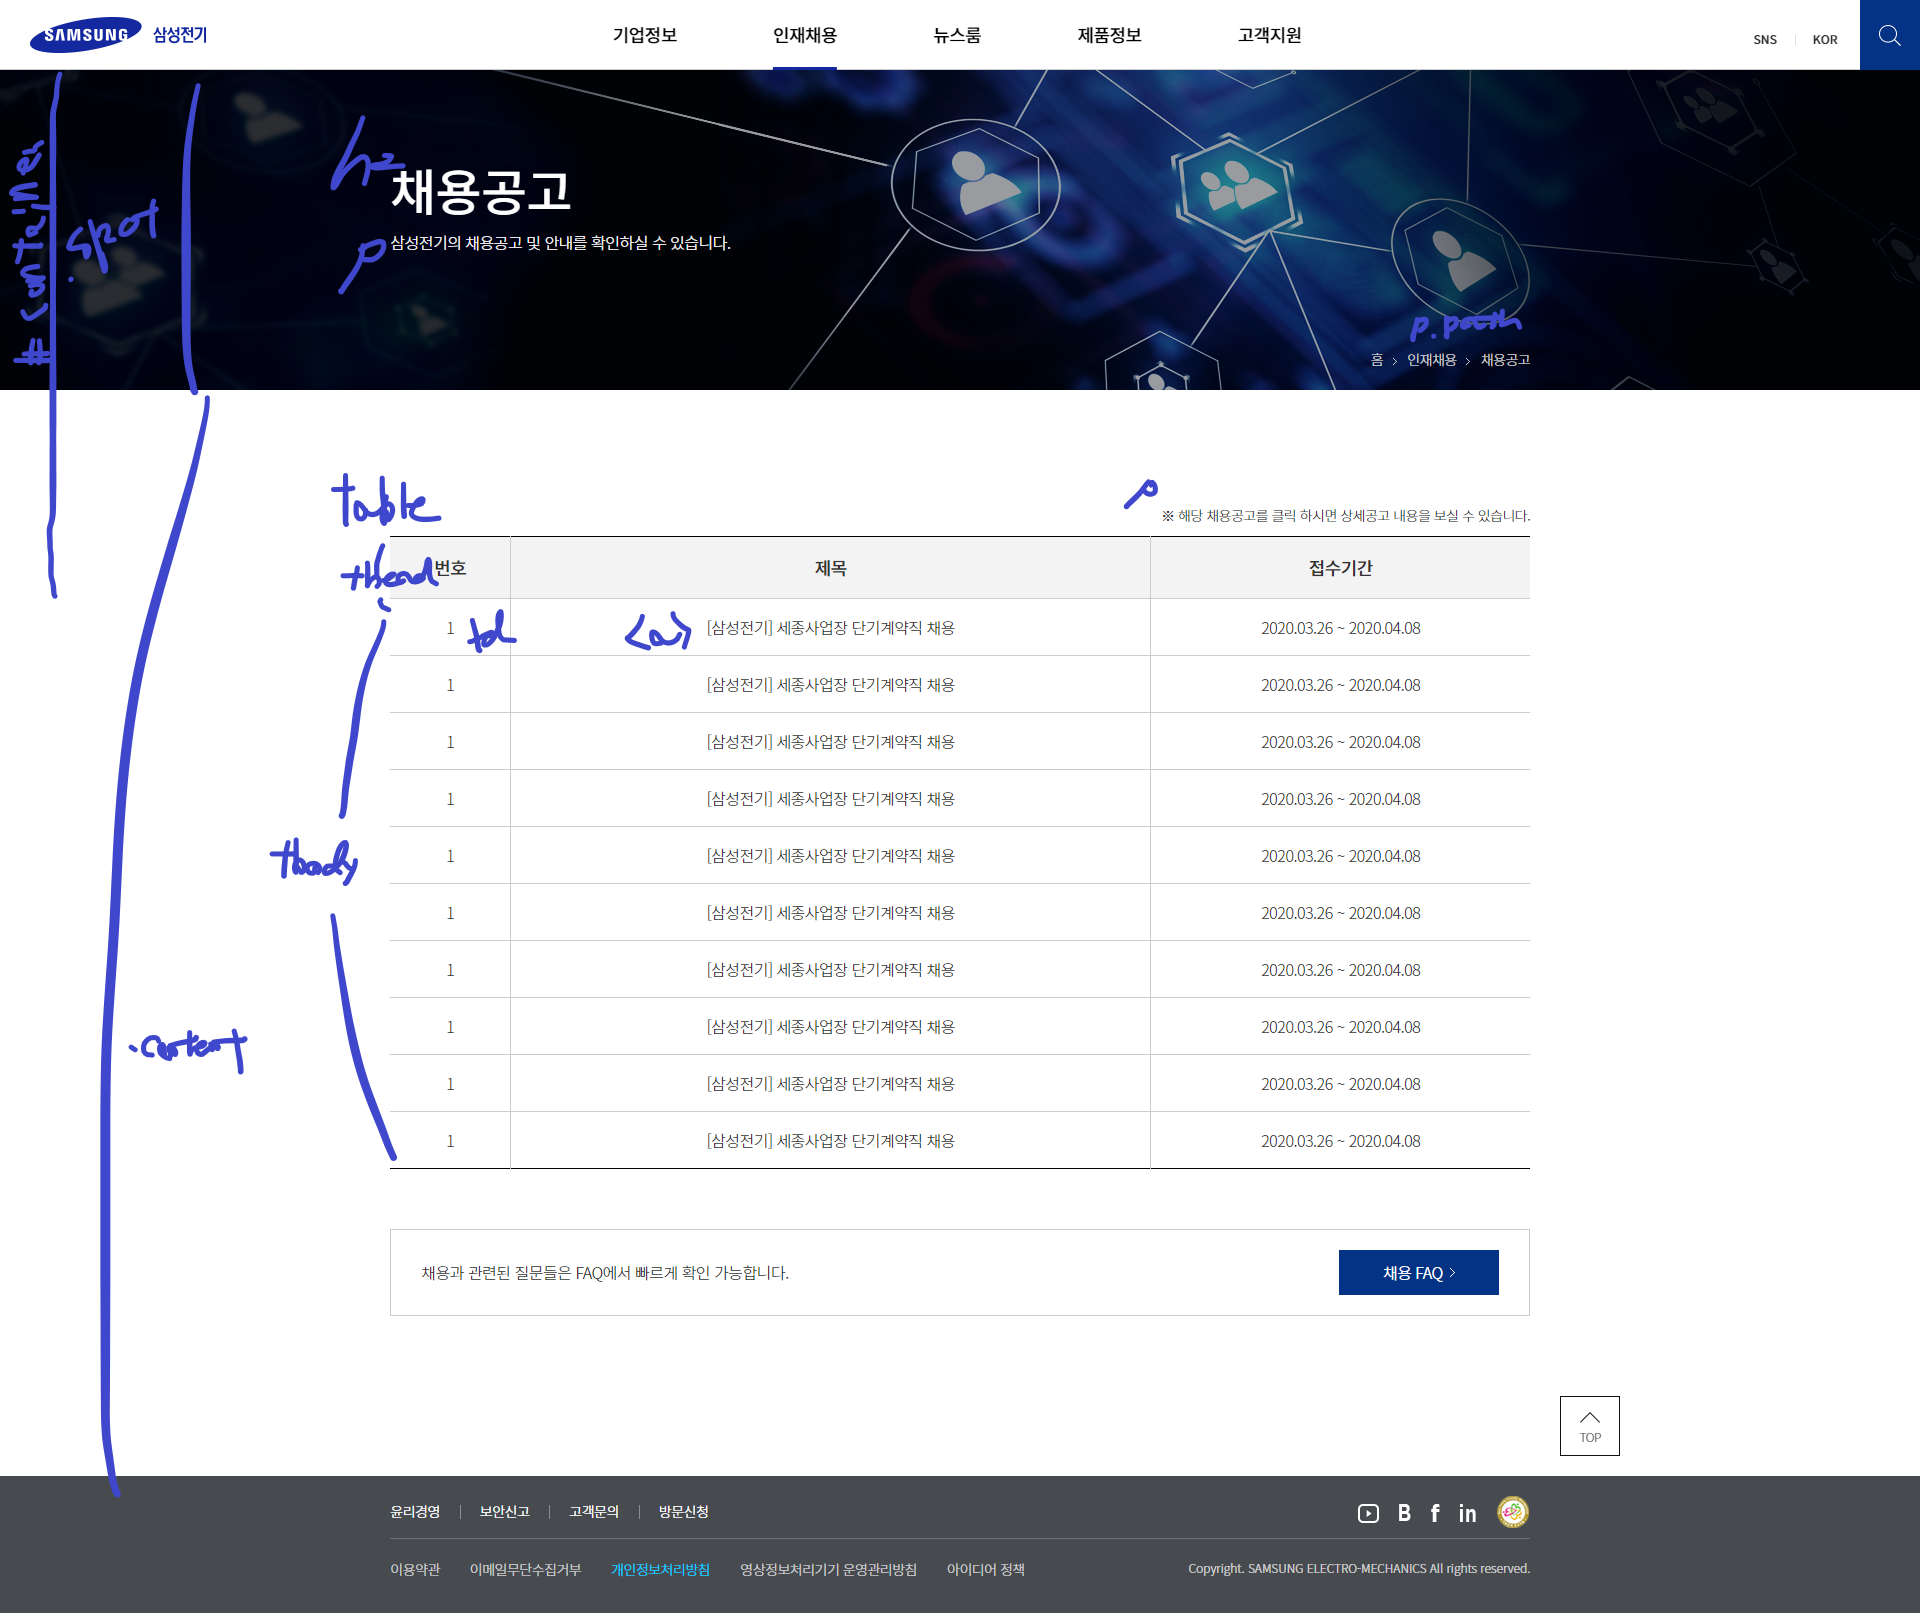 SAMSUNG 삼성전기
기업정보 인재채용 뉴스룸 제품정보 고객지원
SNS KOR
# container
.spot
h2
채용공고
p
삼성전기의 채용공고 및 안내를 확인하실 수 있습니다.
p.path
홈 > 인재채용 > 채용공고
table
p
※ 해당 채용공고를 클릭 하시면 상세공고 내용을 보실 수 있습니다.
thead
번호 제목 접수기간
1 td <a> [삼성전기] 세종사업장 단기계약직 채용 2020.03.26 ~ 2020.04.08
1 [삼성전기] 세종사업장 단기계약직 채용 2020.03.26 ~ 2020.04.08
1 [삼성전기] 세종사업장 단기계약직 채용 2020.03.26 ~ 2020.04.08
1 [삼성전기] 세종사업장 단기계약직 채용 2020.03.26 ~ 2020.04.08
tbody
1 [삼성전기] 세종사업장 단기계약직 채용 2020.03.26 ~ 2020.04.08
1 [삼성전기] 세종사업장 단기계약직 채용 2020.03.26 ~ 2020.04.08
1 [삼성전기] 세종사업장 단기계약직 채용 2020.03.26 ~ 2020.04.08
1 [삼성전기] 세종사업장 단기계약직 채용 2020.03.26 ~ 2020.04.08
.content
1 [삼성전기] 세종사업장 단기계약직 채용 2020.03.26 ~ 2020.04.08
1 [삼성전기] 세종사업장 단기계약직 채용 2020.03.26 ~ 2020.04.08
채용과 관련된 질문들은 FAQ에서 빠르게 확인 가능합니다.
채용 FAQ >
TOP
윤리경영 보안신고 고객문의 방문신청
B f in
이용약관 이메일무단수집거부 개인정보처리방침 영상정보처리기기 운영관리방침 아이디어 정책
Copyright. SAMSUNG ELECTRO-MECHANICS All rights reserved.